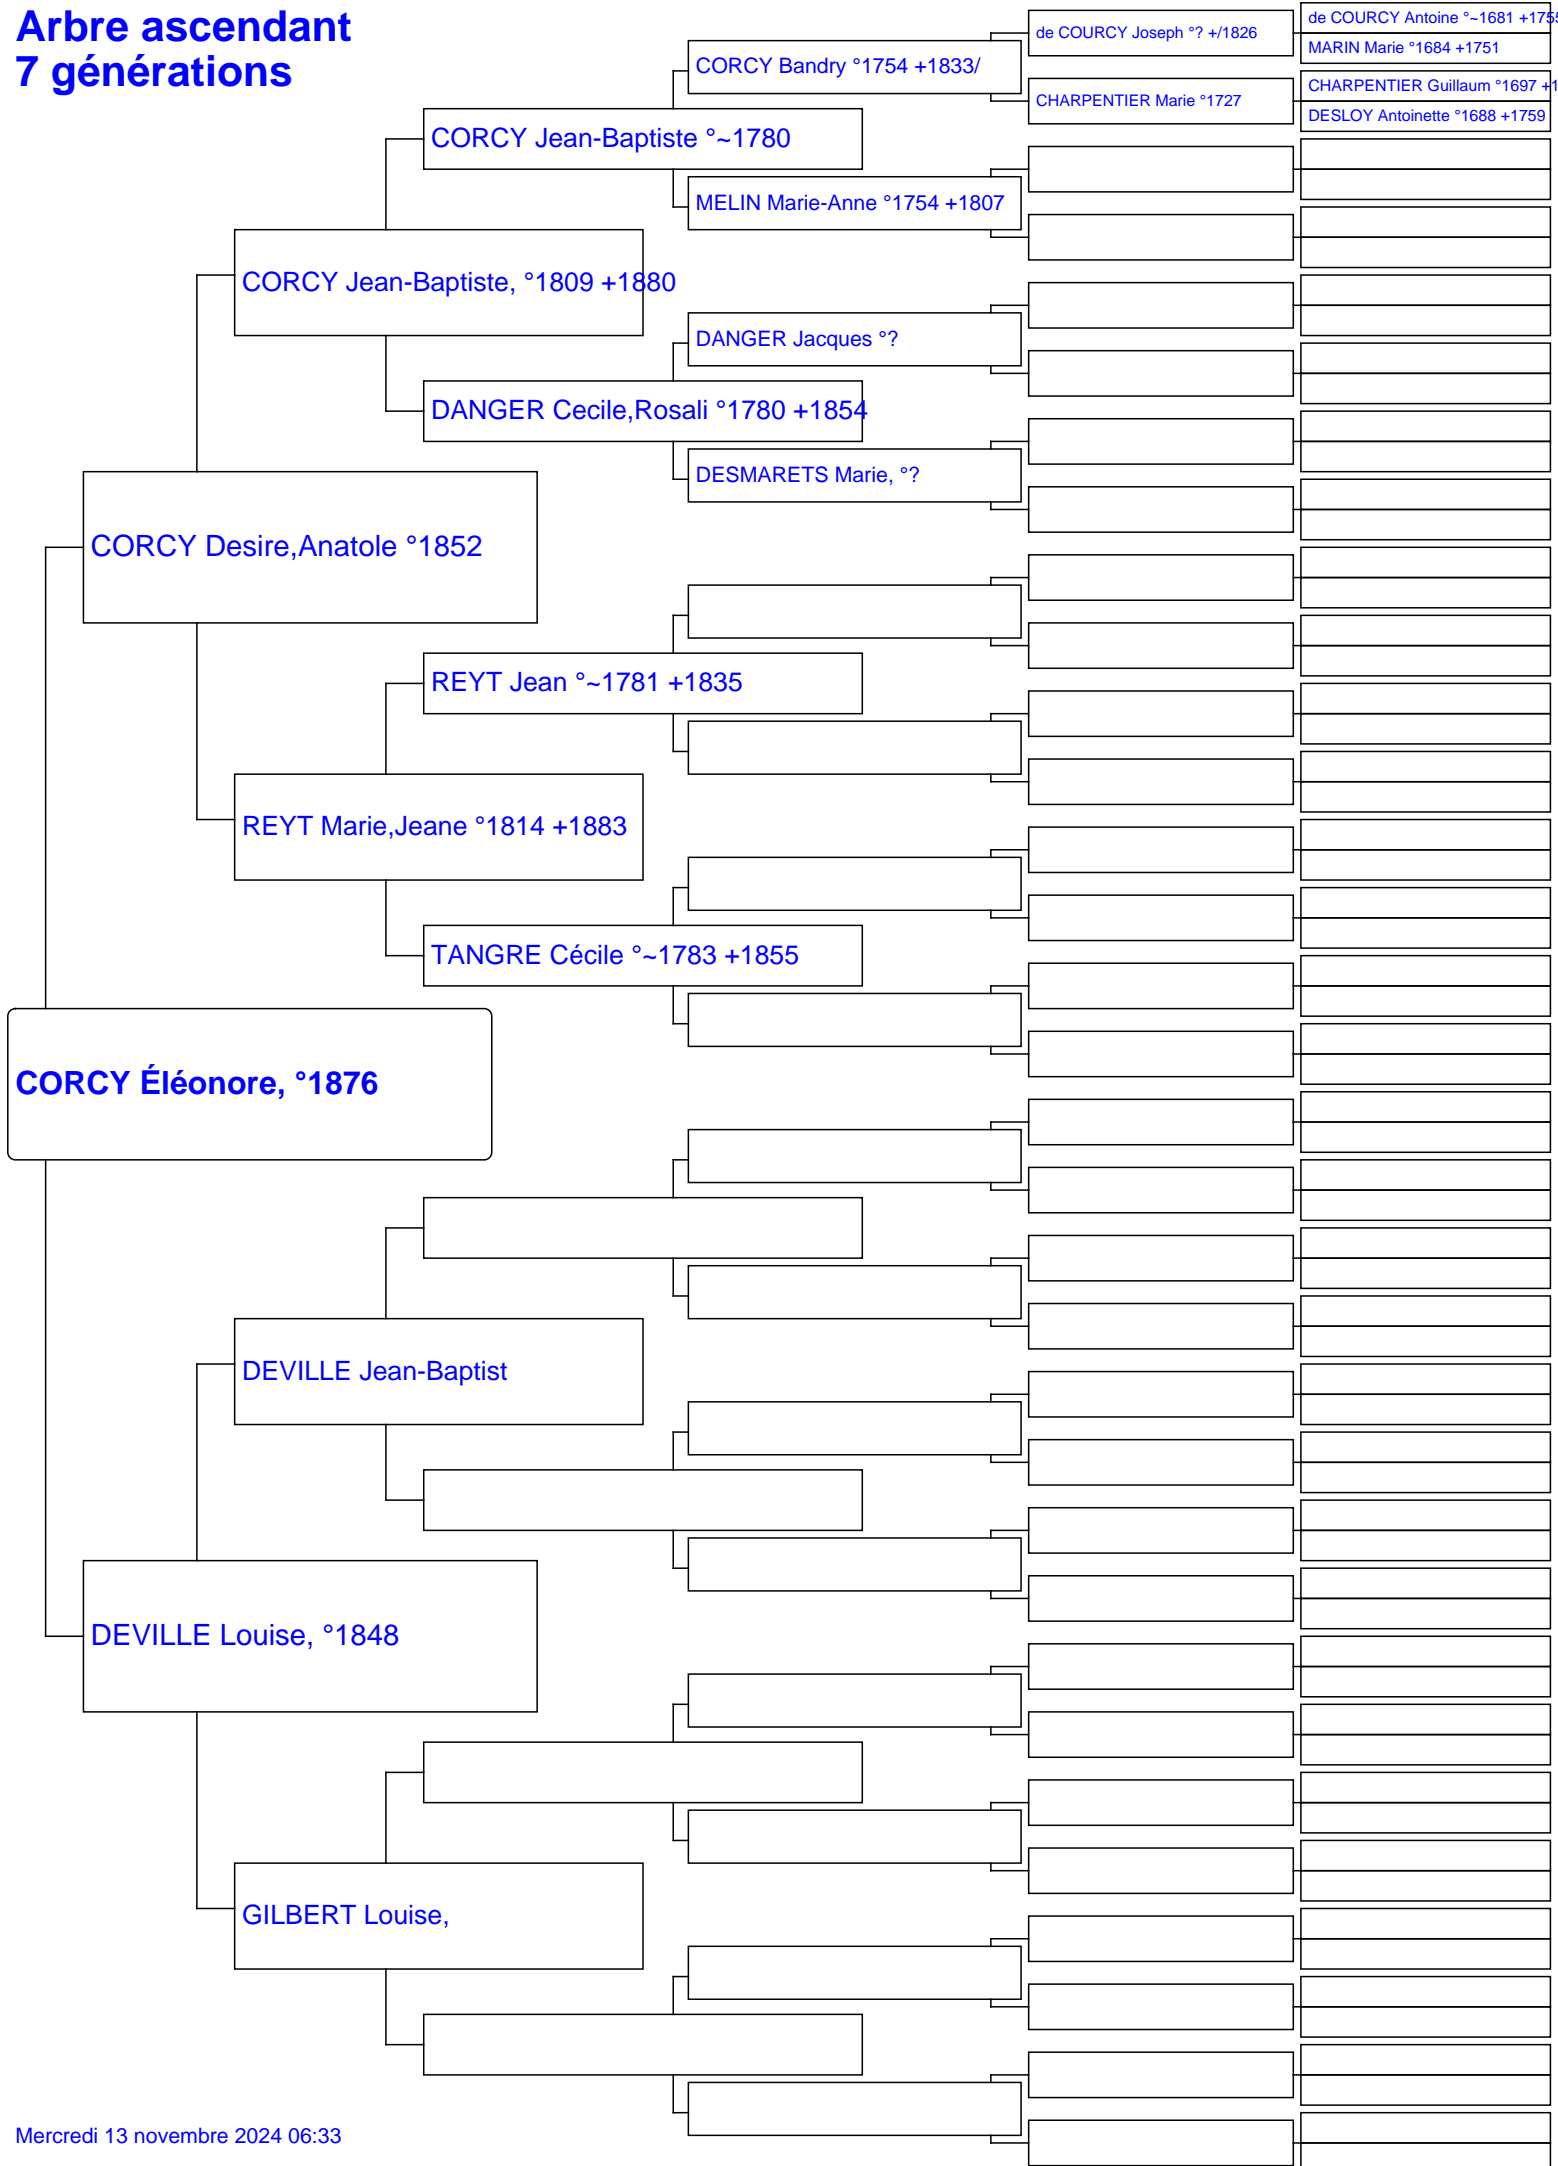 Arbre ascendant
7 générations
de COURCY Joseph °? +/1826
de COURCY Antoine °~1681 +1755
MARIN Marie °1684 +1751
CORCY Bandry °1754 +1833/
CHARPENTIER Marie °1727
CHARPENTIER Guillaum °1697 +1
DESLOY Antoinette °1688 +1759
CORCY Jean-Baptiste °~1780
MELIN Marie-Anne °1754 +1807
CORCY Jean-Baptiste, °1809 +1880
DANGER Jacques °?
DANGER Cecile,Rosali °1780 +1854
DESMARETS Marie, °?
CORCY Desire,Anatole °1852
REYT Jean °~1781 +1835
REYT Marie,Jeane °1814 +1883
TANGRE Cécile °~1783 +1855
CORCY Éléonore, °1876
DEVILLE Jean-Baptist
DEVILLE Louise, °1848
GILBERT Louise,
Mercredi 13 novembre 2024 06:33